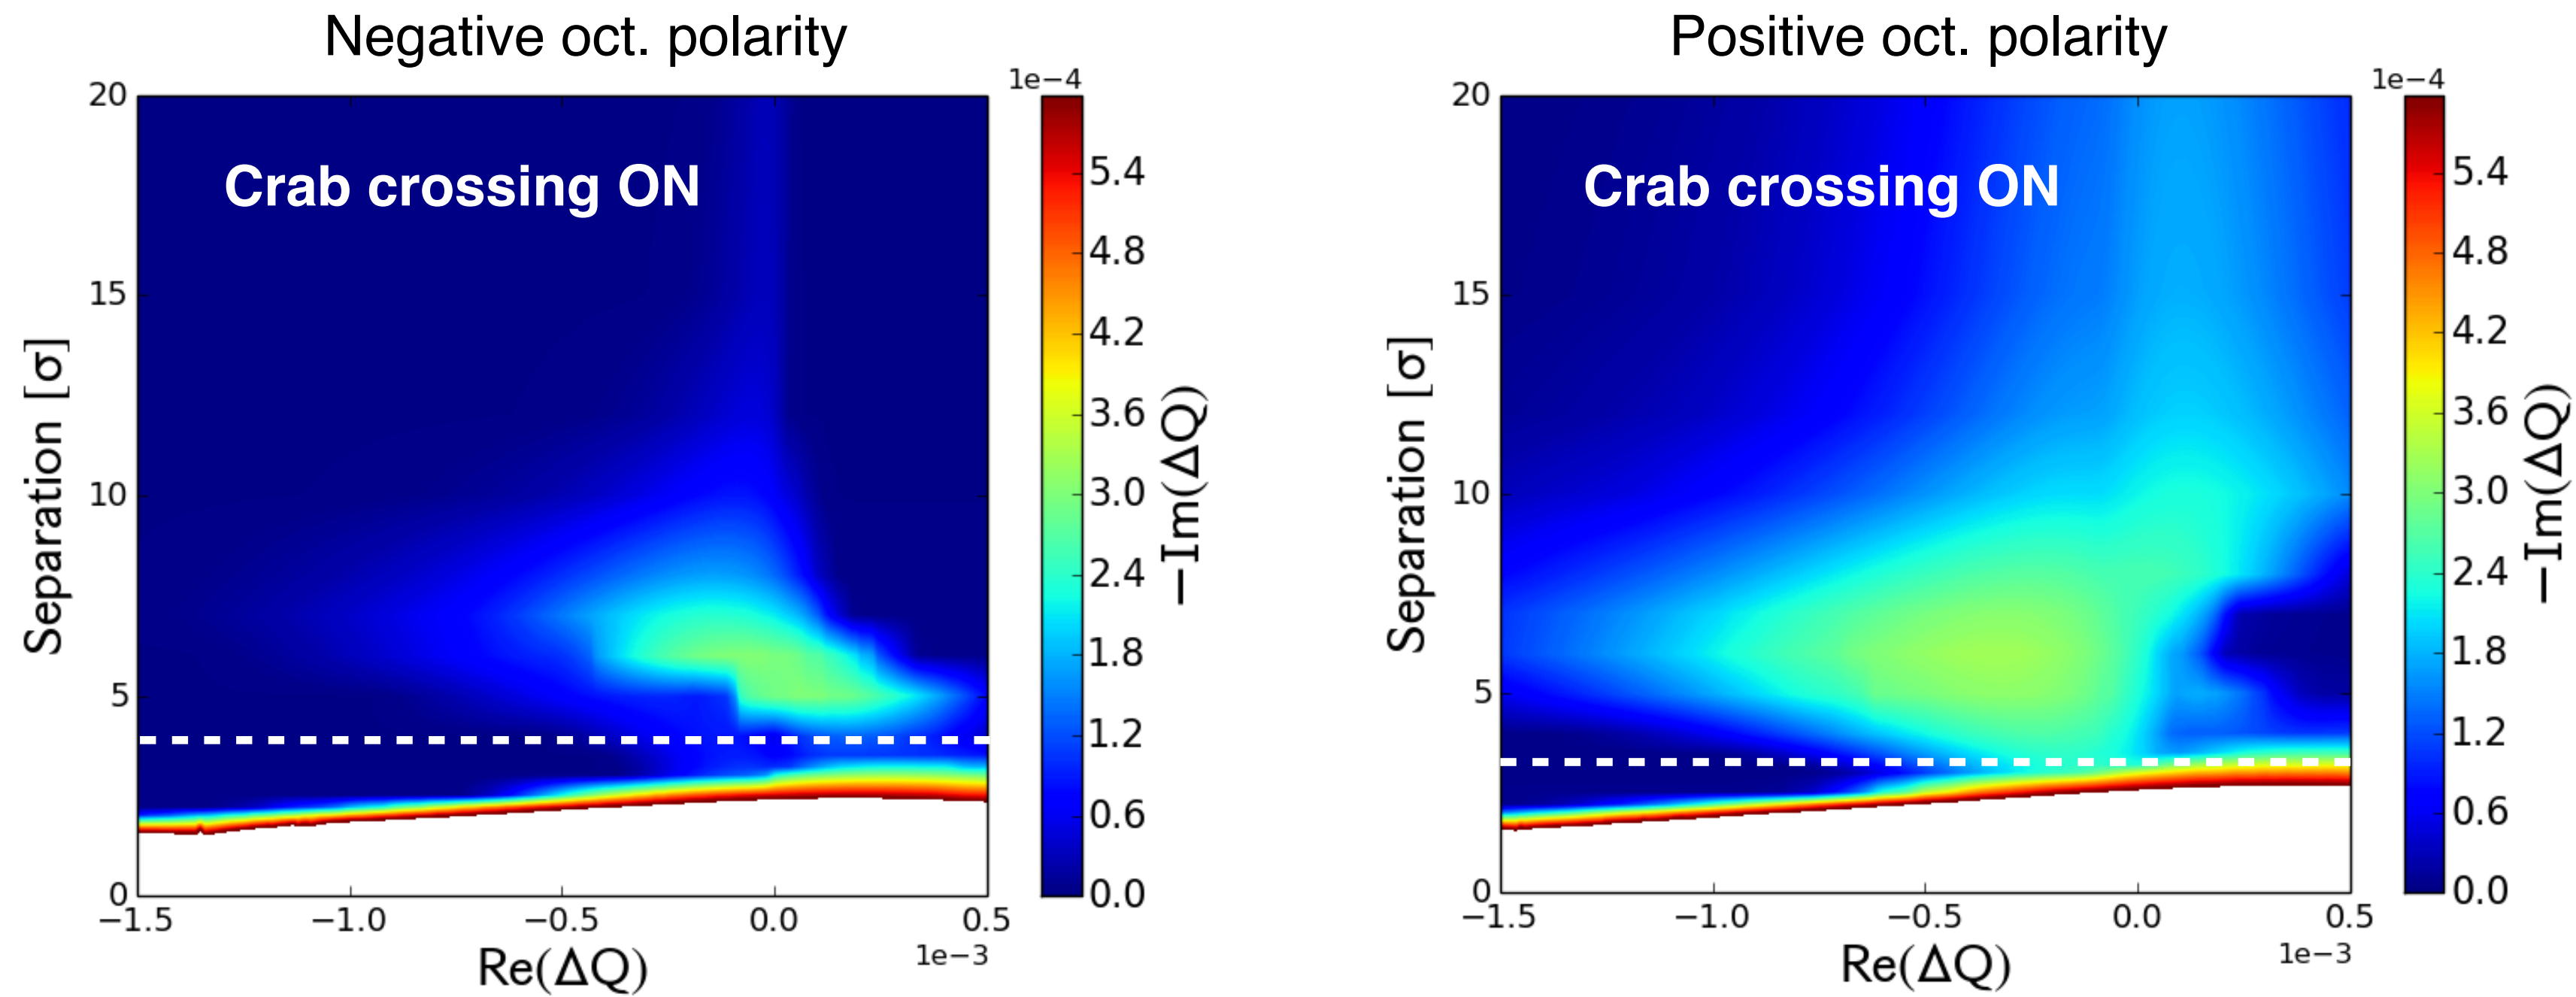 Negative oct. polarity
1e−4
20
15
10
5
0
Separation [σ]
Crab crossing ON
−1.5
−1.0
−0.5
0.0
0.5
1e−3
Re(ΔQ)
5.4
4.8
4.2
3.6
3.0
2.4
1.8
1.2
0.6
0.0
−Im(ΔQ)
Positive oct. polarity
1e−4
20
15
10
5
0
Separation [σ]
Crab crossing ON
−1.5
−1.0
−0.5
0.0
0.5
1e−3
Re(ΔQ)
5.4
4.8
4.2
3.6
3.0
2.4
1.8
1.2
0.6
0.0
−Im(ΔQ)